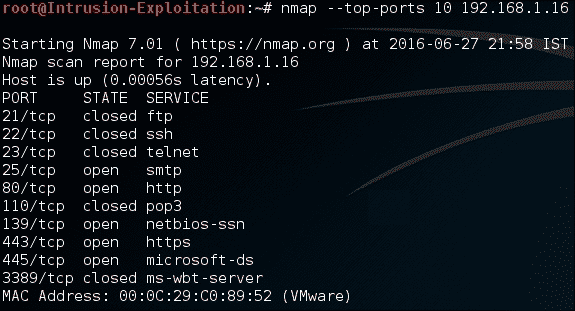 root@Intrusion-Exploitation:~# nmap --top-ports 10 192.168.1.16
Starting Nmap 7.01 ( https://nmap.org ) at 2016-06-27 21:58 IST
Nmap scan report for 192.168.1.16
Host is up (0.00056s latency).
PORT     STATE  SERVICE
21/tcp   closed ftp
22/tcp   closed ssh
23/tcp   closed telnet
25/tcp   open   smtp
80/tcp   open   http
110/tcp  closed pop3
139/tcp  open   netbios-ssn
443/tcp  open   https
445/tcp  open   microsoft-ds
3389/tcp closed ms-wbt-server
MAC Address: 00:0C:29:C0:89:52 (VMware)